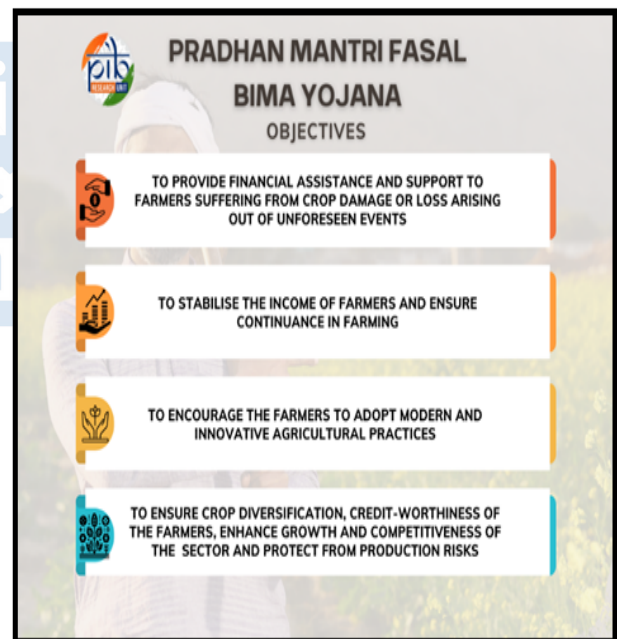 pib
RESEARCH UNIT
PRADHAN MANTRI FASAL
BIMA YOJANA
OBJECTIVES
TO PROVIDE FINANCIAL ASSISTANCE AND SUPPORT TO
FARMERS SUFFERING FROM CROP DAMAGE OR LOSS ARISING
OUT OF UNFORESEEN EVENTS
TO STABILISE THE INCOME OF FARMERS AND ENSURE
CONTINUANCE IN FARMING
TO ENCOURAGE THE FARMERS TO ADOPT MODERN AND
INNOVATIVE AGRICULTURAL PRACTICES
TO ENSURE CROP DIVERSIFICATION, CREDIT-WORTHINESS OF
THE FARMERS, ENHANCE GROWTH AND COMPETITIVENESS OF
THE SECTOR AND PROTECT FROM PRODUCTION RISKS